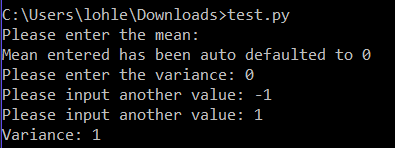 C:\Users\lohle\Downloads>test.py
Please enter the mean:
Mean entered has been auto defaulted to 0
Please enter the variance: 0
Please input another value: -1
Please input another value: 1
Variance: 1